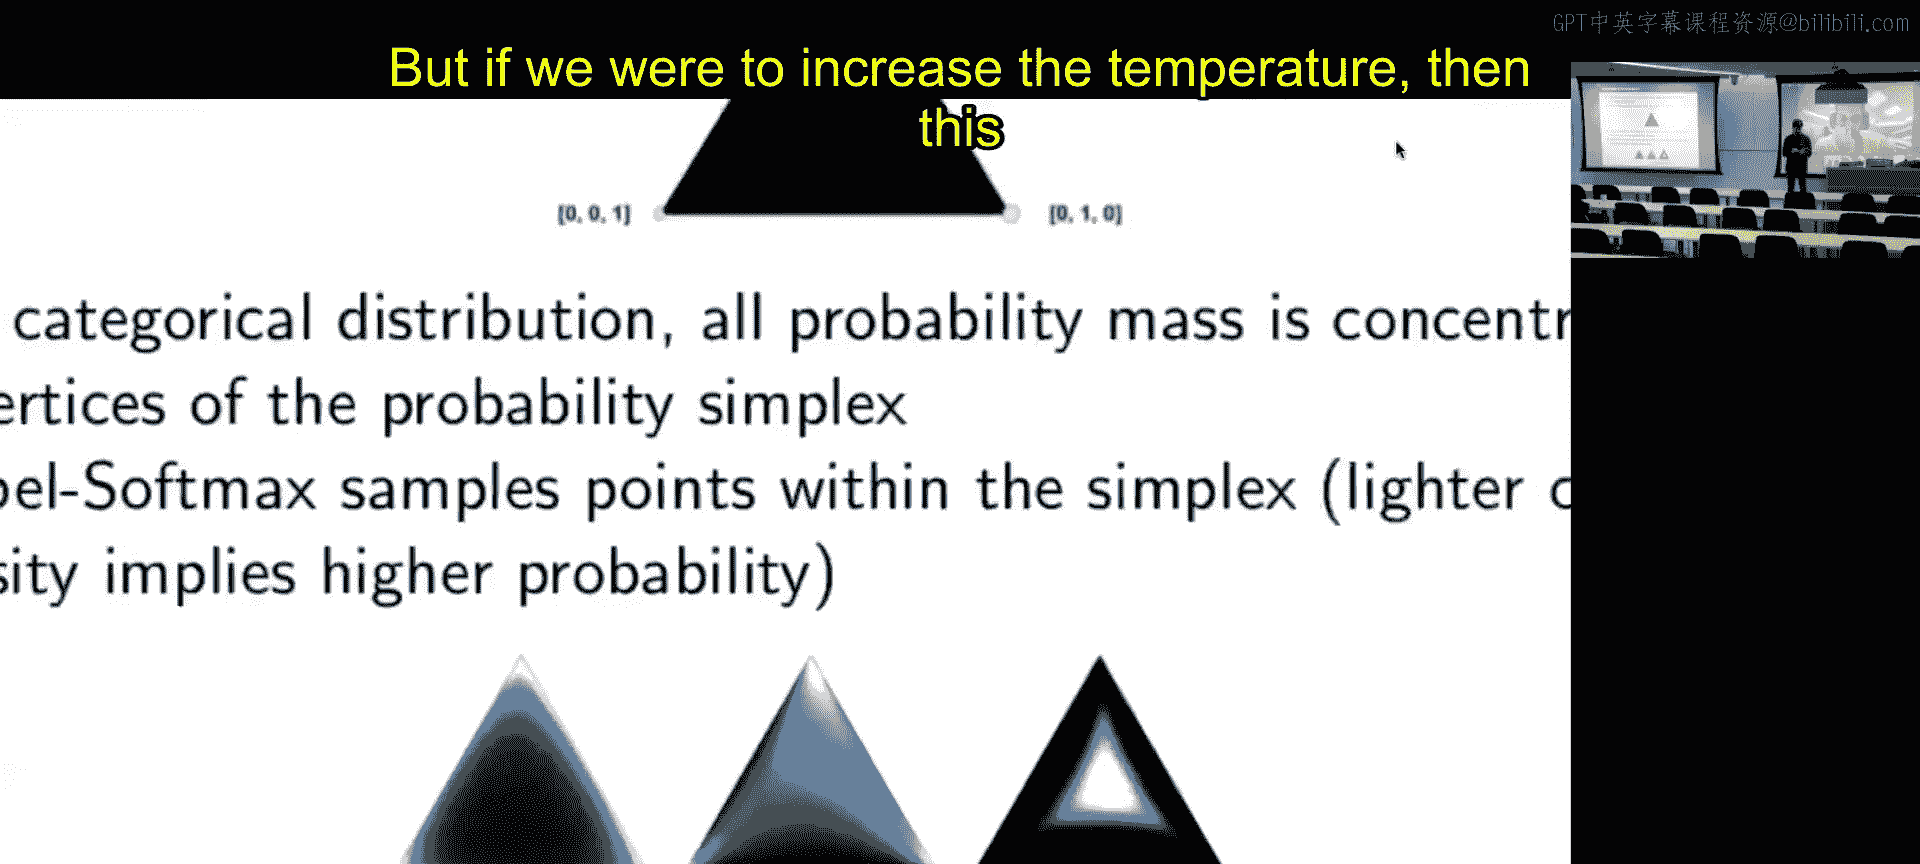 GPT中英字幕课程资源@bilibili.com
But if we were to increase the temperature, then
this
[0, 0, 1] [0, 1, 0]
categorical distribution, all probability mass is concentr
ertices of the probability simplex
bel-Softmax samples points within the simplex (lighter c
sity implies higher probability)